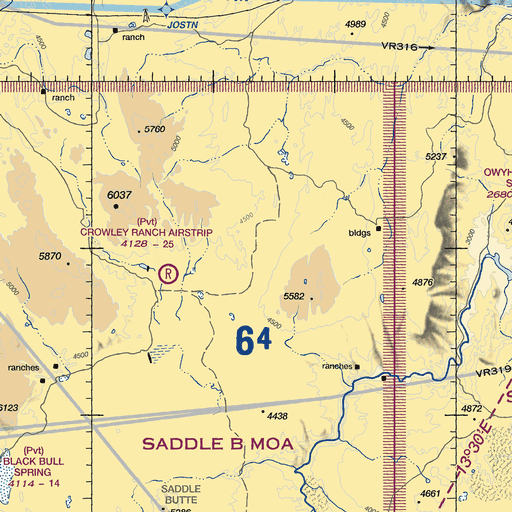 JOSTN
4989
ranch
VR316
ranch
4500
5760
5000
4500
5237
OWYH
S
2680
6037
4500
(Pvt)
CROWLEY RANCH AIRSTRIP
4128 - 25
bldgs
5870
R
5000
4876
5582
4500
64
4500
ranches
ranches
VR319
6123
4438
4872
S
SADDLE B MOA
13°30'E
(Pvt)
BLACK BULL
SPRING
4114 - 14
SADDLE
BUTTE
5286
4661